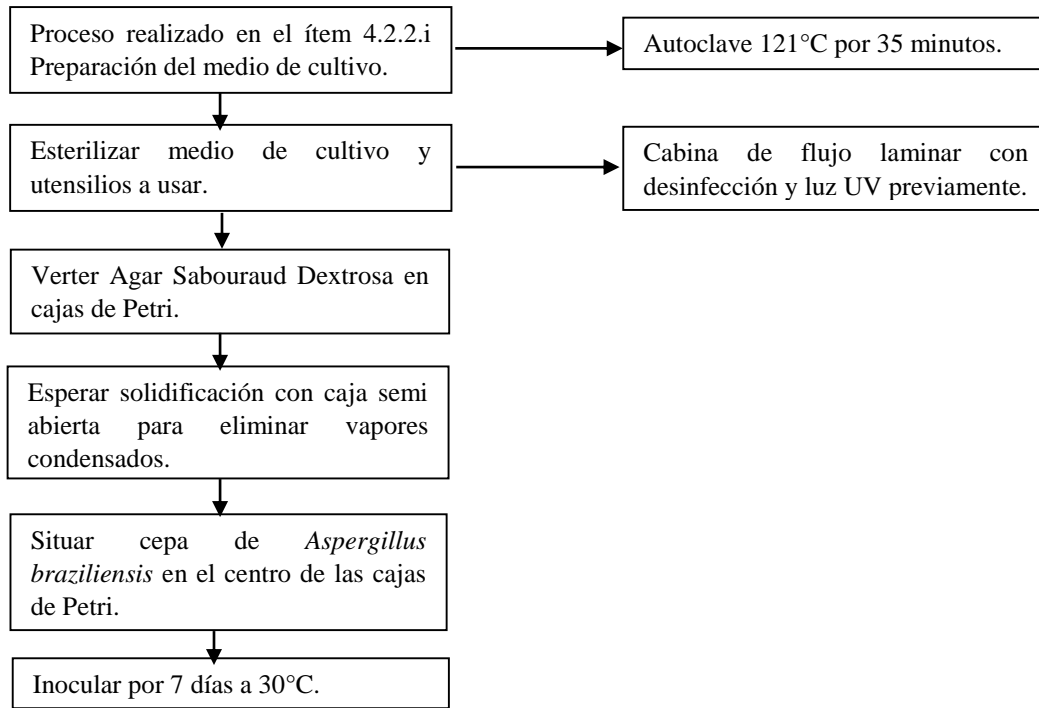 Proceso realizado en el ítem 4.2.2.i
Preparación del medio de cultivo.
Autoclave 121°C por 35 minutos.
Esterilizar medio de cultivo y
utensilios a usar.
Cabina de flujo laminar con
desinfección y luz UV previamente.
Verter Agar Sabouraud Dextrosa en
cajas de Petri.
Esperar solidificación con caja semi
abierta para eliminar vapores
condensados.
Situar cepa de Aspergillus
braziliensis en el centro de las cajas
de Petri.
Inocular por 7 días a 30°C.